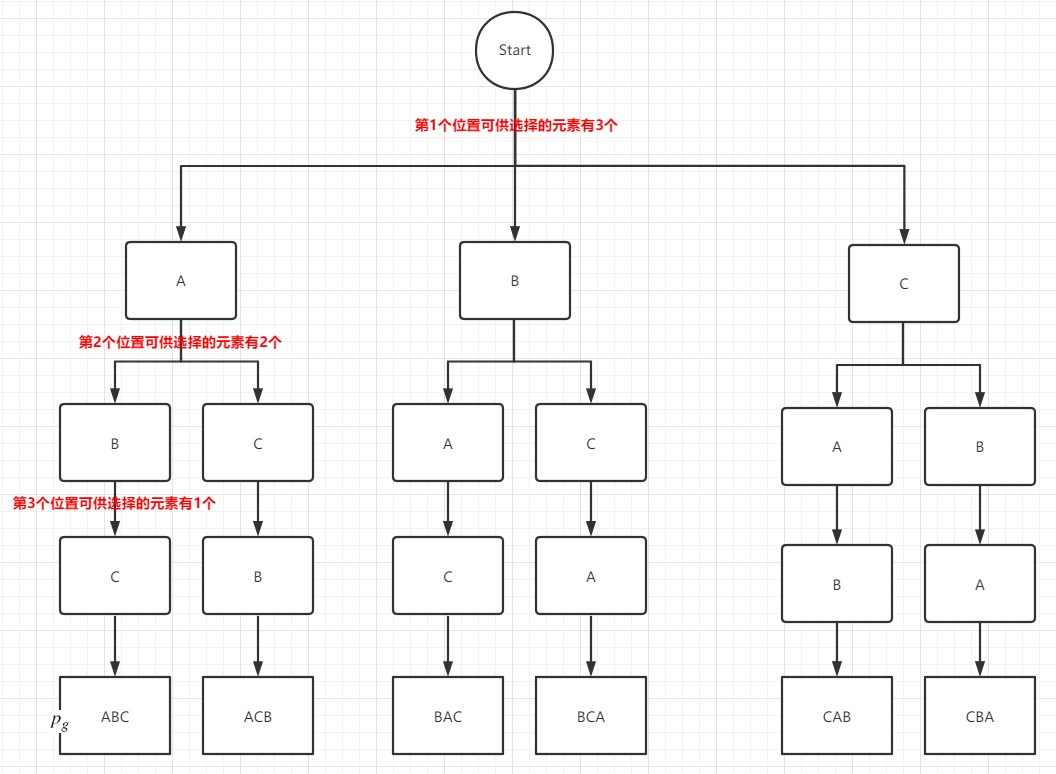 Start
第1个位置可供选择的元素有3个
A
B
C
第2个位置可供选择的元素有2个
B
C
A
C
A
B
第3个位置可供选择的元素有1个
C
B
C
A
B
A
p_g
ABC
ACB
BAC
BCA
CAB
CBA